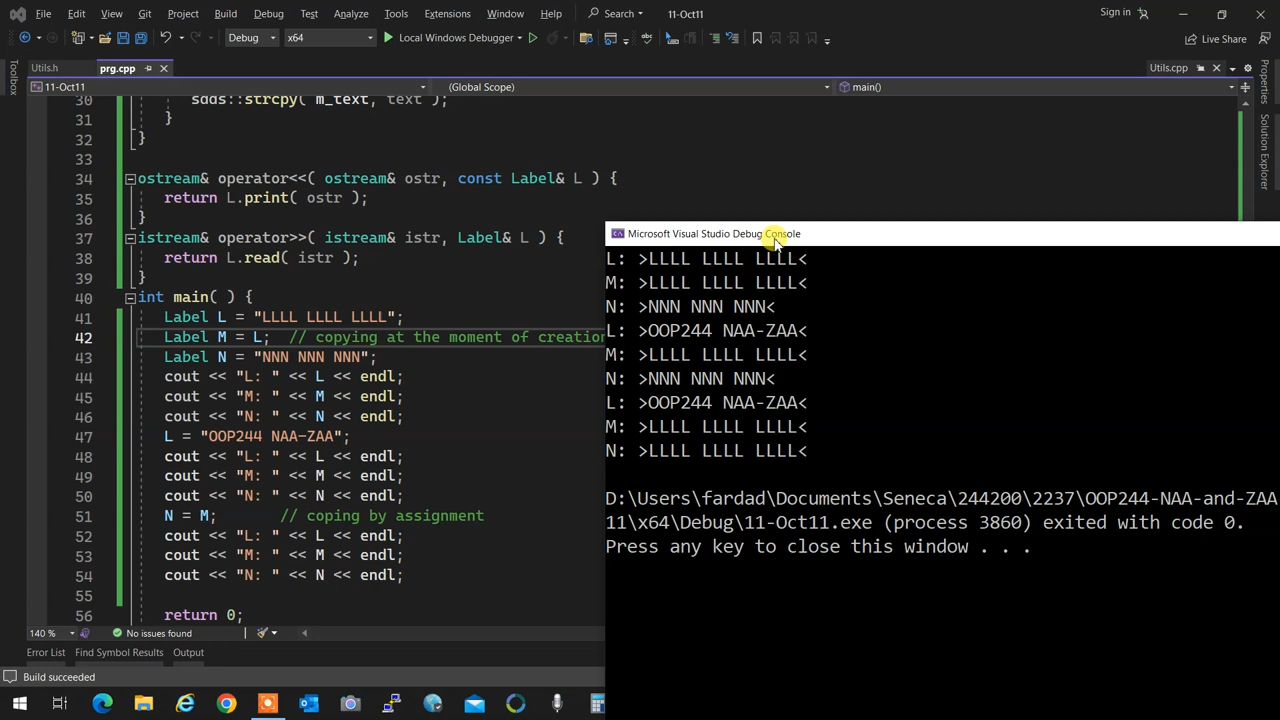 File Edit View Git Project Build Debug Test Analyze Tools Extensions Window Help Search 11-Oct11 Sign in
Debug x64 Local Windows Debugger Live Share
Toolbox
Utils.h prg.cpp Utils.cpp
11-Oct11 (Global Scope) main()
Properties
Solution Explorer
30 sdds::strcpy( m_text, text );
31 }
32 }
33
34 ostream& operator<<( ostream& ostr, const Label& L ) {
35 return L.print( ostr );
36 }
37 istream& operator>>( istream& istr, Label& L ) {
38 return L.read( istr );
39 }
40 int main( ) {
41 Label L = "LLLL LLLL LLLL";
42 Label M = L; // copying at the moment of creation
43 Label N = "NNN NNN NNN";
44 cout << "L: " << L << endl;
45 cout << "M: " << M << endl;
46 cout << "N: " << N << endl;
47 L = "OOP244 NAA-ZAA";
48 cout << "L: " << L << endl;
49 cout << "M: " << M << endl;
50 cout << "N: " << N << endl;
51 N = M; // coping by assignment
52 cout << "L: " << L << endl;
53 cout << "M: " << M << endl;
54 cout << "N: " << N << endl;
55
56 return 0;
140 % No issues found
Error List Find Symbol Results Output
Build succeeded
Microsoft Visual Studio Debug Console
L: >LLLL LLLL LLLL<
M: >LLLL LLLL LLLL<
N: >NNN NNN NNN<
L: >OOP244 NAA-ZAA<
M: >LLLL LLLL LLLL<
N: >NNN NNN NNN<
L: >OOP244 NAA-ZAA<
M: >LLLL LLLL LLLL<
N: >LLLL LLLL LLLL<
D:\Users\fardad\Documents\Seneca\244200\2237\OOP244-NAA-and-ZAA
11\x64\Debug\11-Oct11.exe (process 3860) exited with code 0.
Press any key to close this window . . .